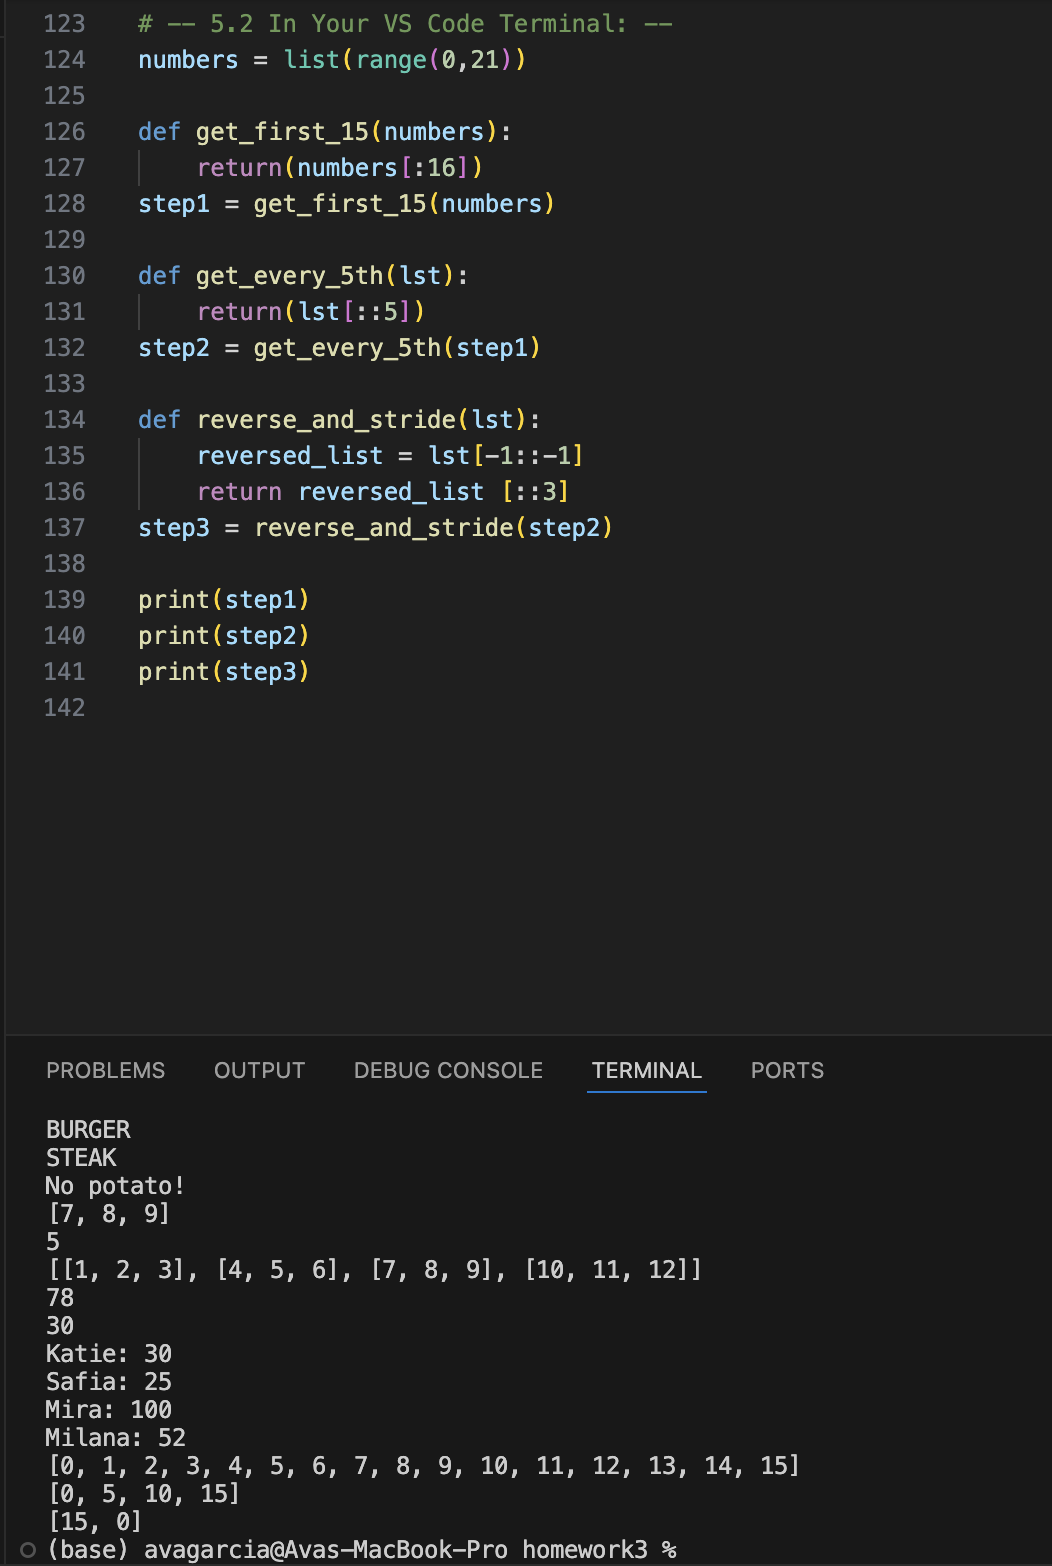 123 # -- 5.2 In Your VS Code Terminal: --
124 numbers = list(range(0,21))
125
126 def get_first_15(numbers):
127     return(numbers[:16])
128 step1 = get_first_15(numbers)
129
130 def get_every_5th(lst):
131     return(lst[::5])
132 step2 = get_every_5th(step1)
133
134 def reverse_and_stride(lst):
135     reversed_list = lst[-1::-1]
136     return reversed_list [::3]
137 step3 = reverse_and_stride(step2)
138
139 print(step1)
140 print(step2)
141 print(step3)
142
PROBLEMS OUTPUT DEBUG CONSOLE TERMINAL PORTS
BURGER
STEAK
No potato!
[7, 8, 9]
5
[[1, 2, 3], [4, 5, 6], [7, 8, 9], [10, 11, 12]]
78
30
Katie: 30
Safia: 25
Mira: 100
Milana: 52
[0, 1, 2, 3, 4, 5, 6, 7, 8, 9, 10, 11, 12, 13, 14, 15]
[0, 5, 10, 15]
[15, 0]
(base) avagarcia@Avas-MacBook-Pro homework3 %